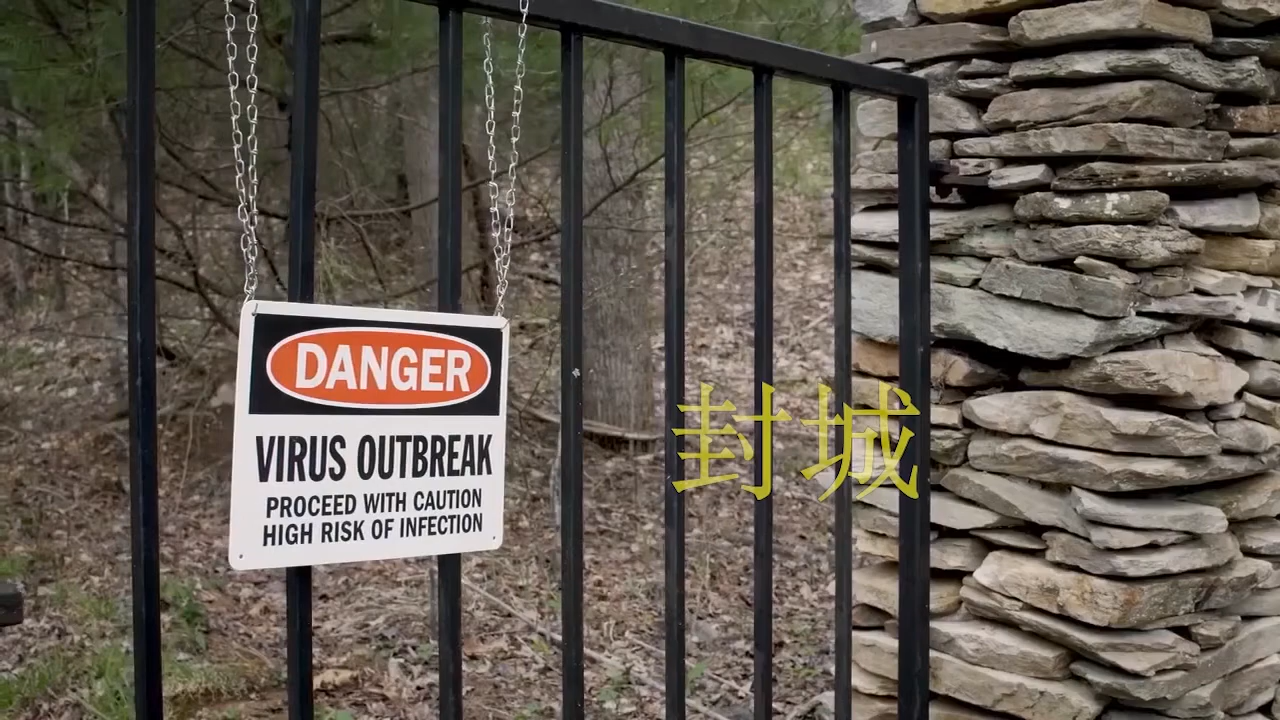 DANGER
VIRUS OUTBREAK
PROCEED WITH CAUTION
HIGH RISK OF INFECTION
封城